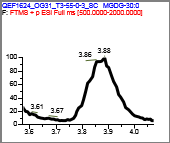 QEF1624_OG31_T3-55-0-3_SC MGDG-30:0
F: FTMS + p ESI Full ms [500.0000-2000.0000]
3.86 3.88
100
80
60
40
20
0
3.61 3.67
3.6 3.7 3.8 3.9 4.0